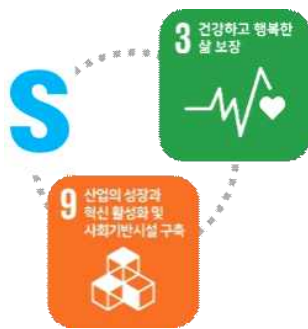 S
3 건강하고 행복한
삶 보장
9 산업의 성장과
혁신 활성화 및
사회기반시설 구축